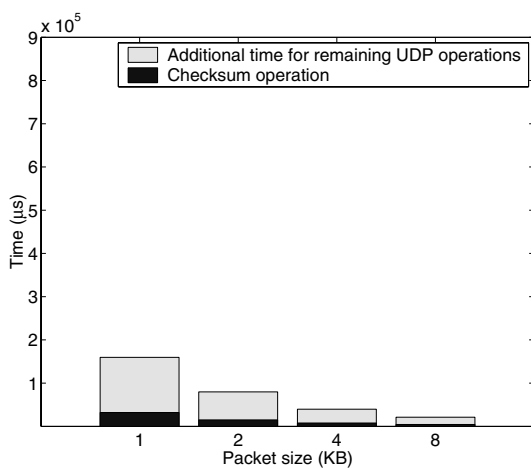 x 10 5
9
Additional time for remaining UDP operations
Checksum operation
8
7
6
5
4
3
2
1
Time (μs)
1 2 4 8
Packet size (KB)